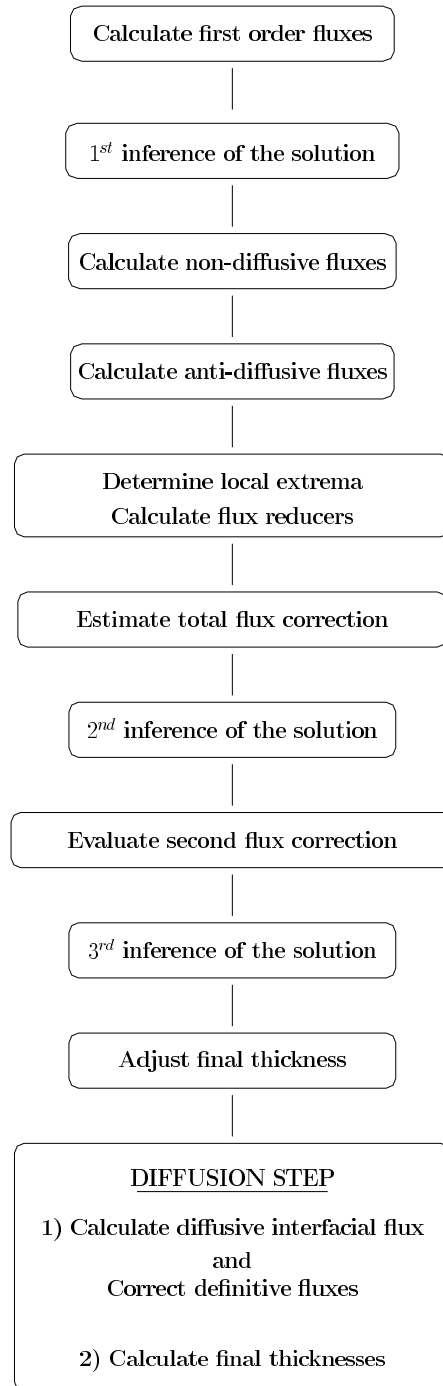 Calculate first order fluxes
1st inference of the solution
Calculate non-diffusive fluxes
Calculate anti-diffusive fluxes
Determine local extrema
Calculate flux reducers
Estimate total flux correction
2nd inference of the solution
Evaluate second flux correction
3rd inference of the solution
Adjust final thickness
DIFFUSION STEP
1) Calculate diffusive interfacial flux
and
Correct definitive fluxes
2) Calculate final thicknesses